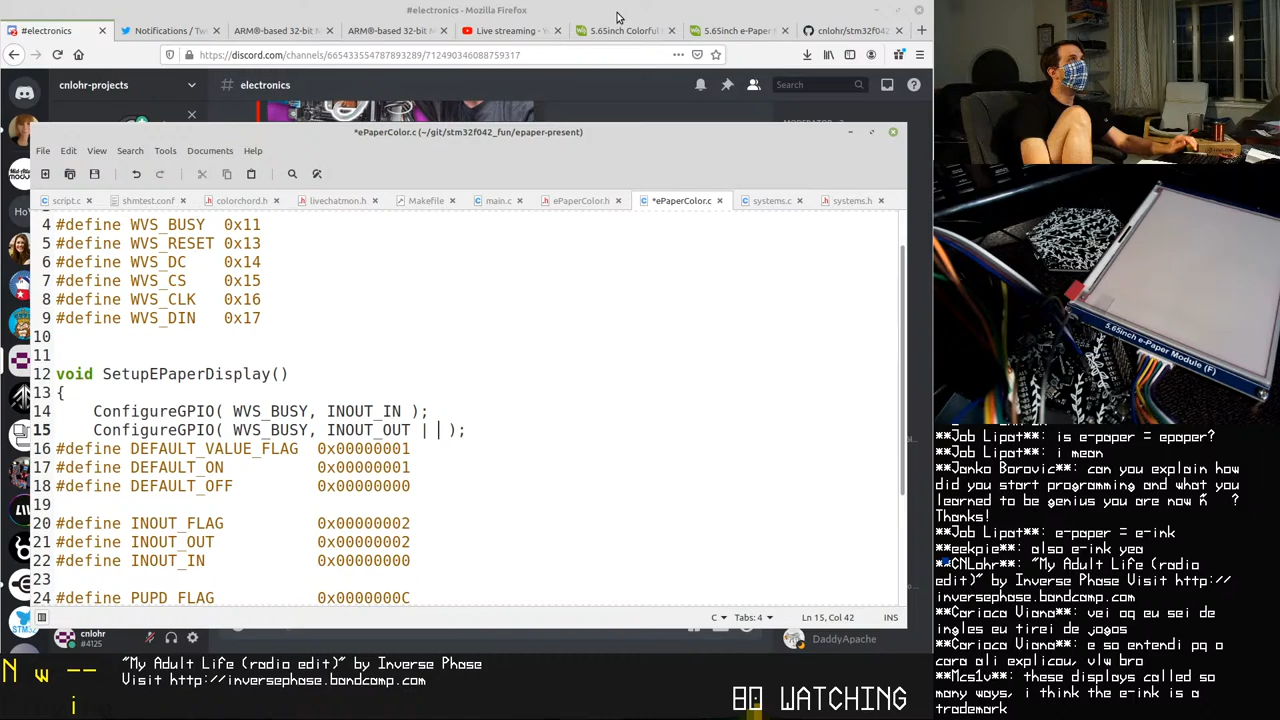 #electronics - Mozilla Firefox
#electronics
Notifications / Twi
ARM®-based 32-bit M
ARM®-based 32-bit M
Live streaming - Yo
5.65inch Colorful
5.65inch e-Paper M
cnlohr/stm32f042
https://discord.com/channels/665433554787893289/712490346088759317
cnlohr-projects
# electronics
Search
*ePaperColor.c (~/git/stm32f042_fun/epaper-present)
File Edit View Search Tools Documents Help
script.c
shmtest.conf
colorchord.h
livechatmon.h
Makefile
main.c
ePaperColor.h
*ePaperColor.c
systems.c
systems.h
4 #define WVS_BUSY 0x11
5 #define WVS_RESET 0x13
6 #define WVS_DC 0x14
7 #define WVS_CS 0x15
8 #define WVS_CLK 0x16
9 #define WVS_DIN 0x17
10
11
12 void SetupEPaperDisplay()
13 {
14 ConfigureGPIO( WVS_BUSY, INOUT_IN );
15 ConfigureGPIO( WVS_BUSY, INOUT_OUT | );
16 #define DEFAULT_VALUE_FLAG 0x00000001
17 #define DEFAULT_ON 0x00000001
18 #define DEFAULT_OFF 0x00000000
19
20 #define INOUT_FLAG 0x00000002
21 #define INOUT_OUT 0x00000002
22 #define INOUT_IN 0x00000000
23
24 #define PUPD_FLAG 0x0000000C
C Tabs: 4 Ln 15, Col 42 INS
cnlohr
#4125
DaddyApache
5.65inch e-Paper Module (F)
**Job Lipat**: is e-paper = epaper?
**Job Lipat**: i mean
**Janko Borovic**: can you explain how
did you start programming and what you
learned to be genius you are now ?
Thanks!
**Job Lipat**: e-paper = e-ink
**eekpie**: also e-ink yea
**CNLohr**: "My Adult Life (radio
edit)" by Inverse Phase Visit http://
inversephase.bandcamp.com
**Carioca Viana**: vei oq eu sei de
ingles eu tirei de jogos
**Carioca Viana**: e so entendi pq o
cara ali explicou, vlw bro
**Mcs1v**: these displays called so
many ways, i think the e-ink is a
trademark
N w --
i
"My Adult Life (radio edit)" by Inverse Phase
Visit http://inversephase.bandcamp.com
80 WATCHING